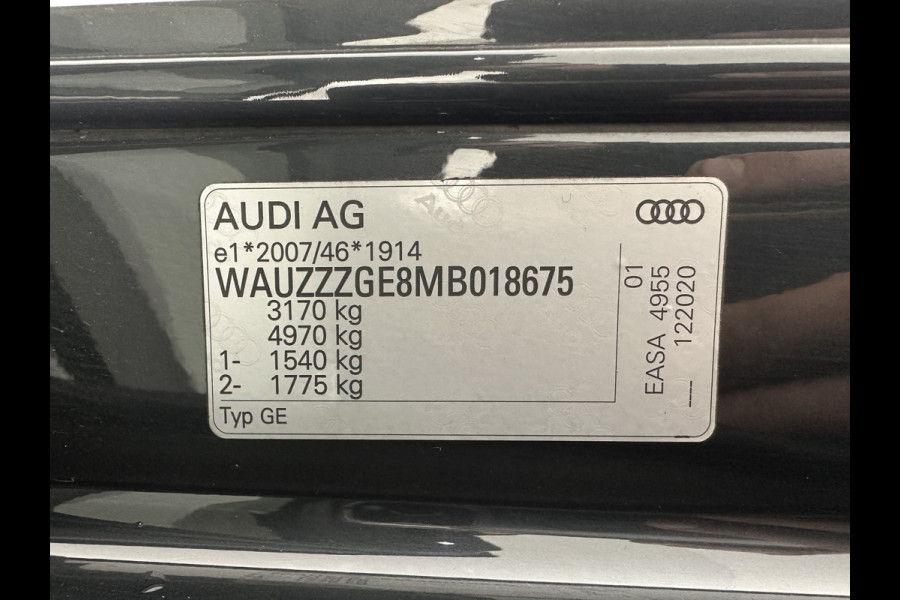 AUDI AG
e1*2007/46*1914
WAUZZZGE8MB018675
3170 kg
4970 kg
1- 1540 kg
2- 1775 kg
Typ GE
01
EASA 4955
122020